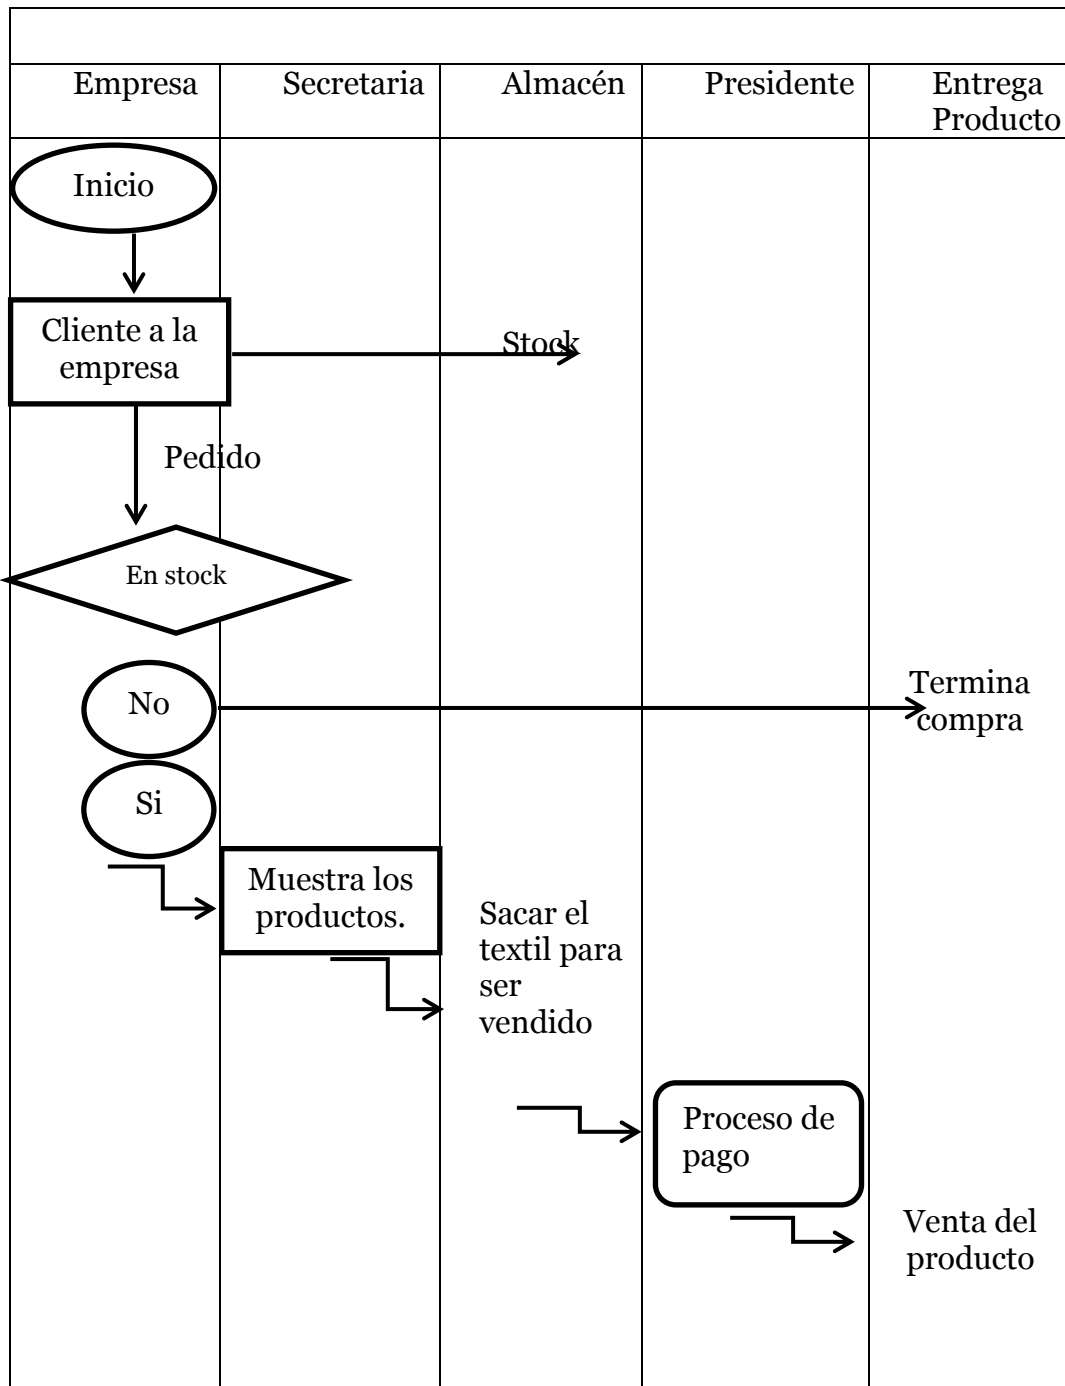 Empresa
Secretaria
Almacén
Presidente
Entrega
Producto
Inicio
Cliente a la
empresa
Stock
Pedido
En stock
No
Termina
compra
Si
Muestra los
productos.
Sacar el
textil para
ser
vendido
Proceso de
pago
Venta del
producto